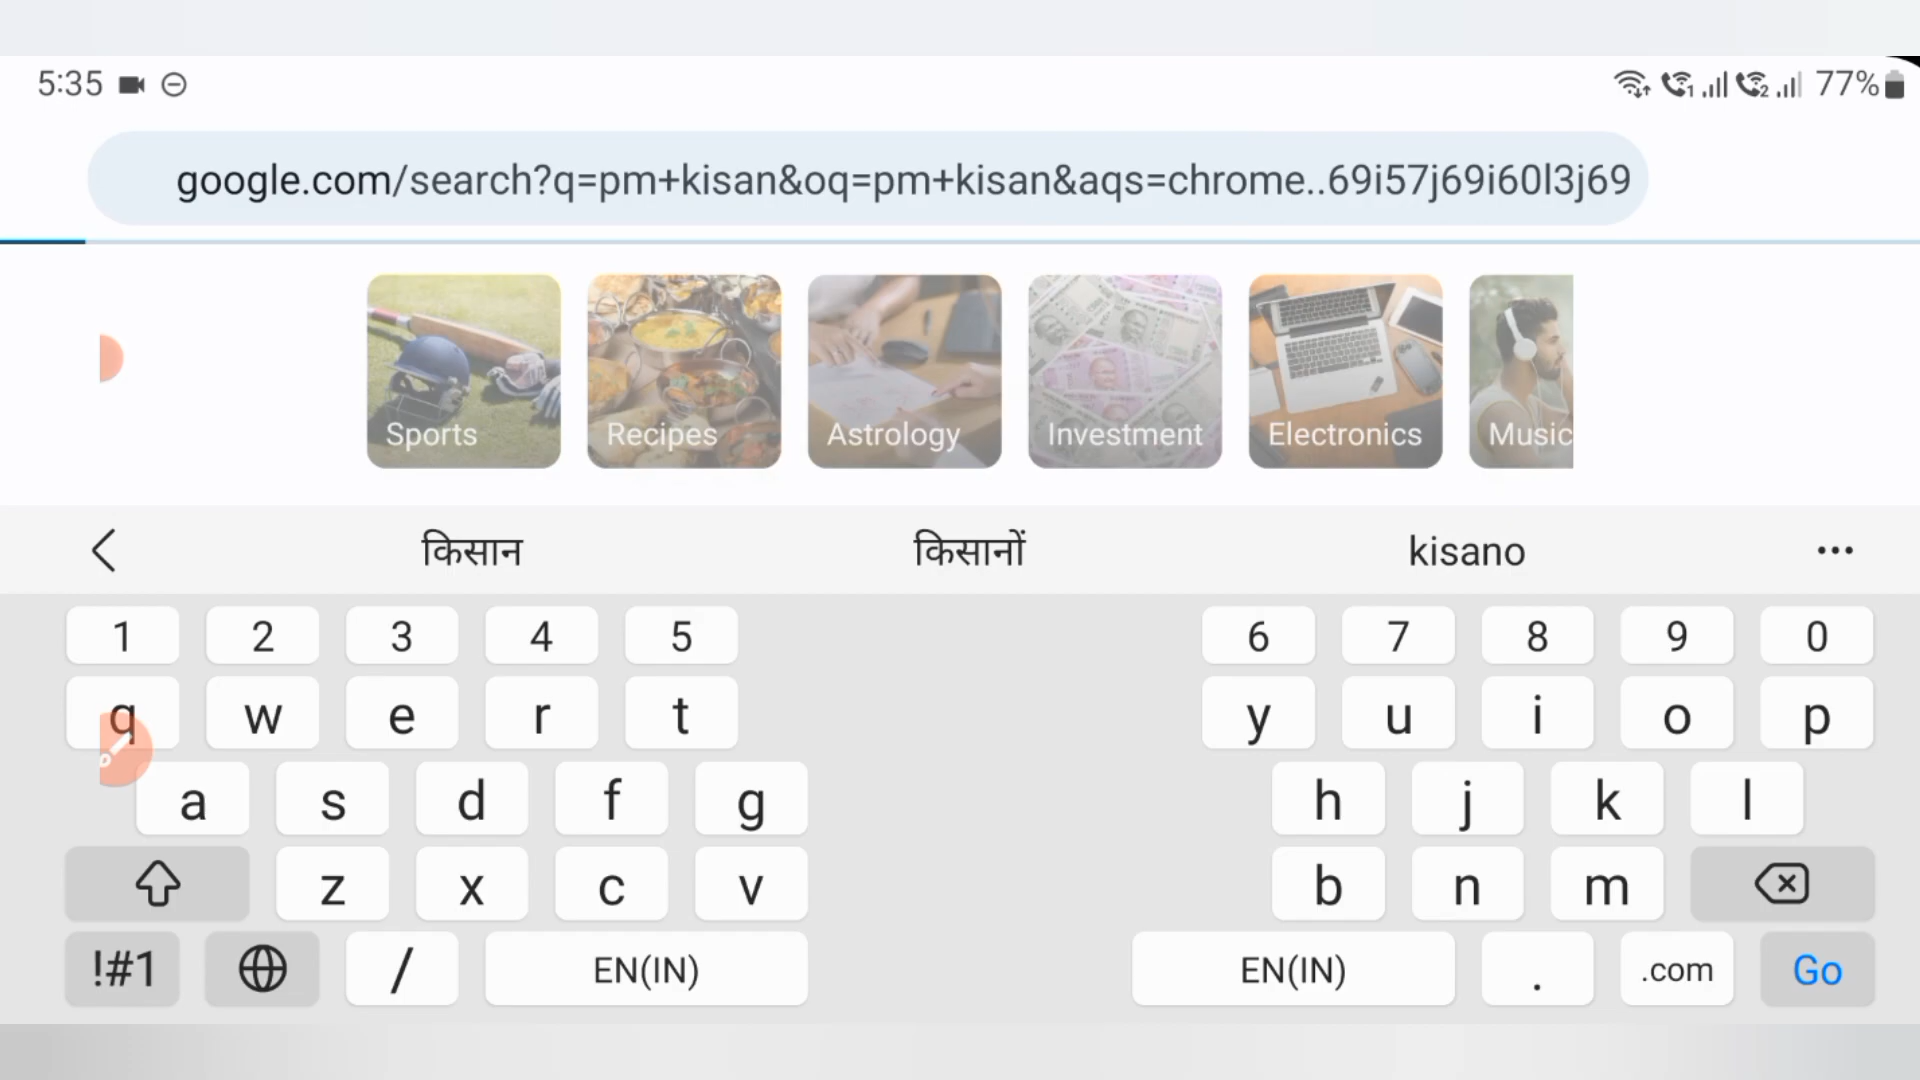 5:35 1 2 77%
google.com/search?q=pm+kisan&oq=pm+kisan&aqs=chrome..69i57j69i60l3j69
Sports Recipes Astrology Investment Electronics Music
किसान किसानों kisano ...
1 2 3 4 5 6 7 8 9 0
q w e r t y u i o p
a s d f g h j k l
z x c v b n m
!#1 / EN(IN) EN(IN) . .com Go